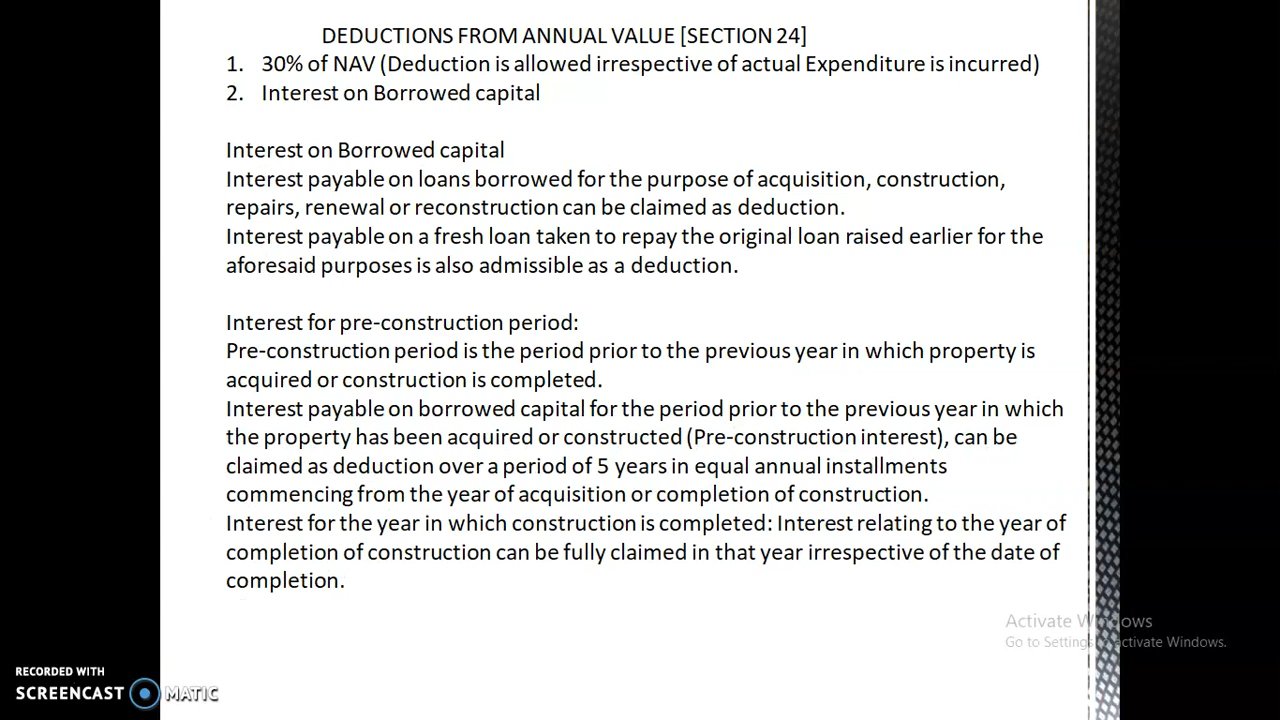 DEDUCTIONS FROM ANNUAL VALUE [SECTION 24]
1. 30% of NAV (Deduction is allowed irrespective of actual Expenditure is incurred)
2. Interest on Borrowed capital
Interest on Borrowed capital
Interest payable on loans borrowed for the purpose of acquisition, construction,
repairs, renewal or reconstruction can be claimed as deduction.
Interest payable on a fresh loan taken to repay the original loan raised earlier for the
aforesaid purposes is also admissible as a deduction.
Interest for pre-construction period:
Pre-construction period is the period prior to the previous year in which property is
acquired or construction is completed.
Interest payable on borrowed capital for the period prior to the previous year in which
the property has been acquired or constructed (Pre-construction interest), can be
claimed as deduction over a period of 5 years in equal annual installments
commencing from the year of acquisition or completion of construction.
Interest for the year in which construction is completed: Interest relating to the year of
completion of construction can be fully claimed in that year irrespective of the date of
completion.
Activate Windows
Go to Settings to activate Windows.
RECORDED WITH
SCREENCAST MATIC